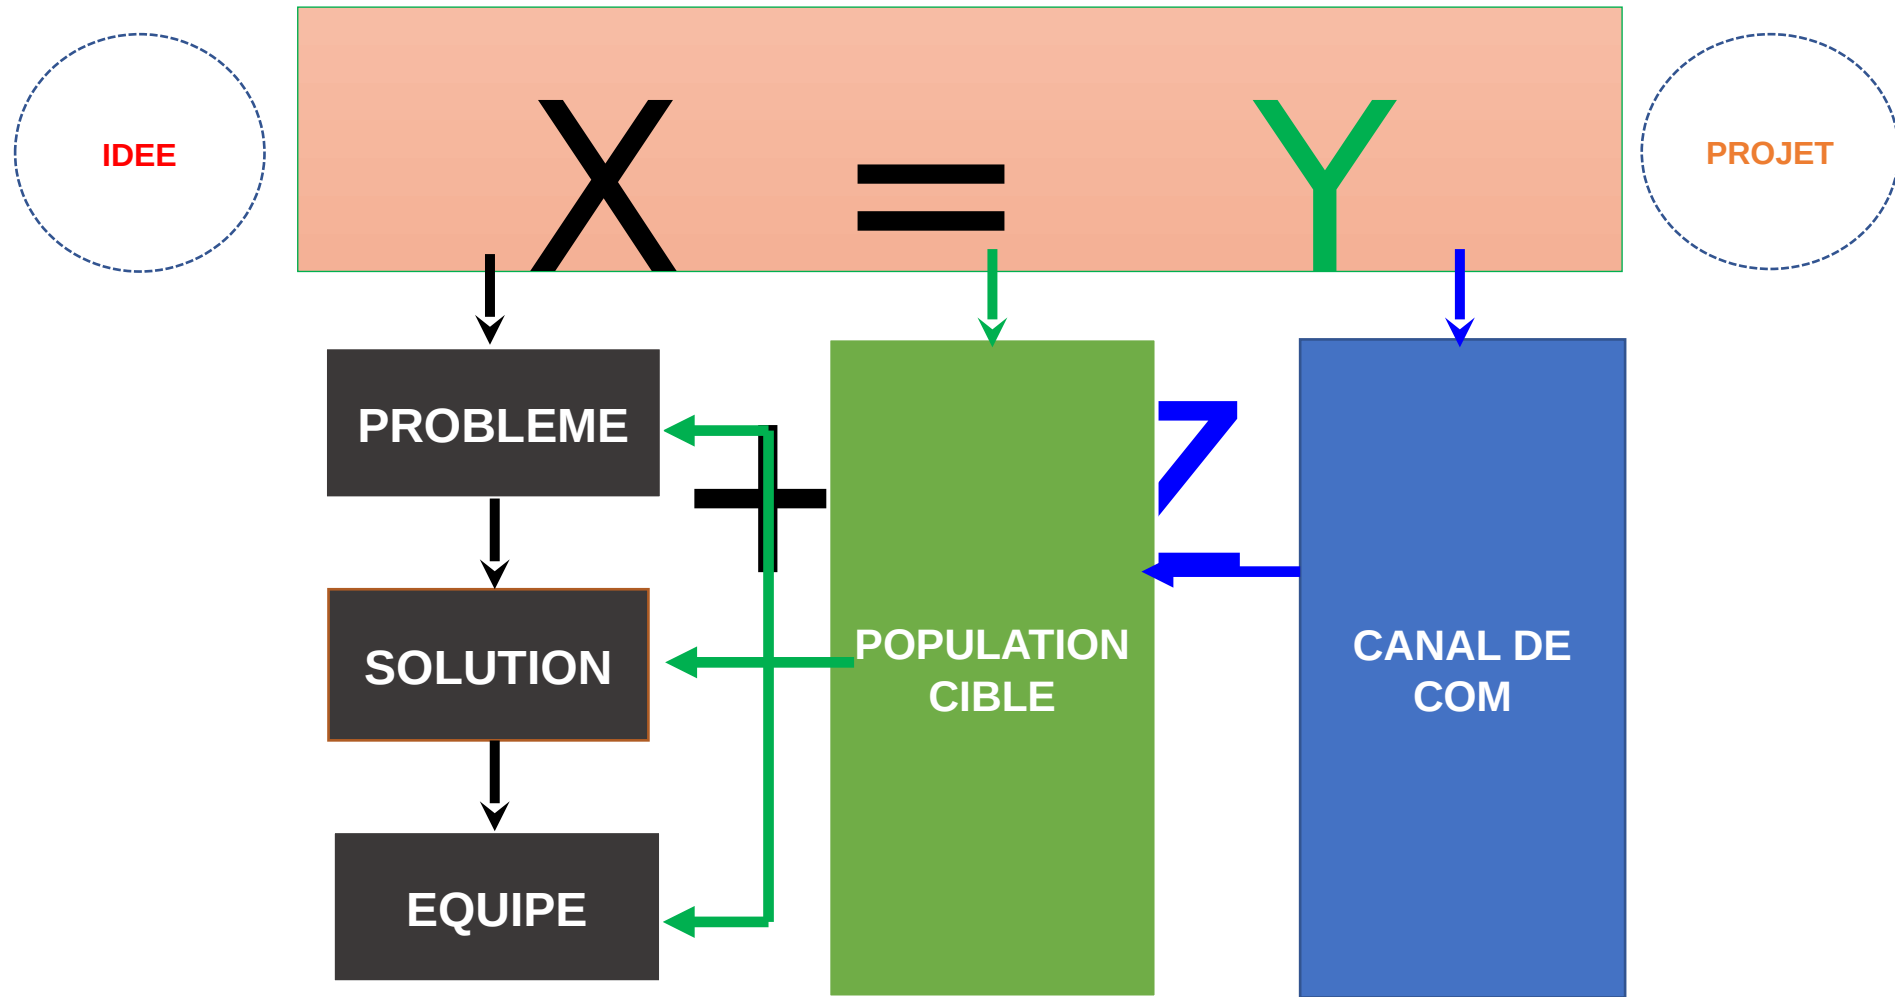 IDEE
X = Y
PROJET
PROBLEME
+
Z
SOLUTION
POPULATION
CIBLE
CANAL DE
COM
EQUIPE